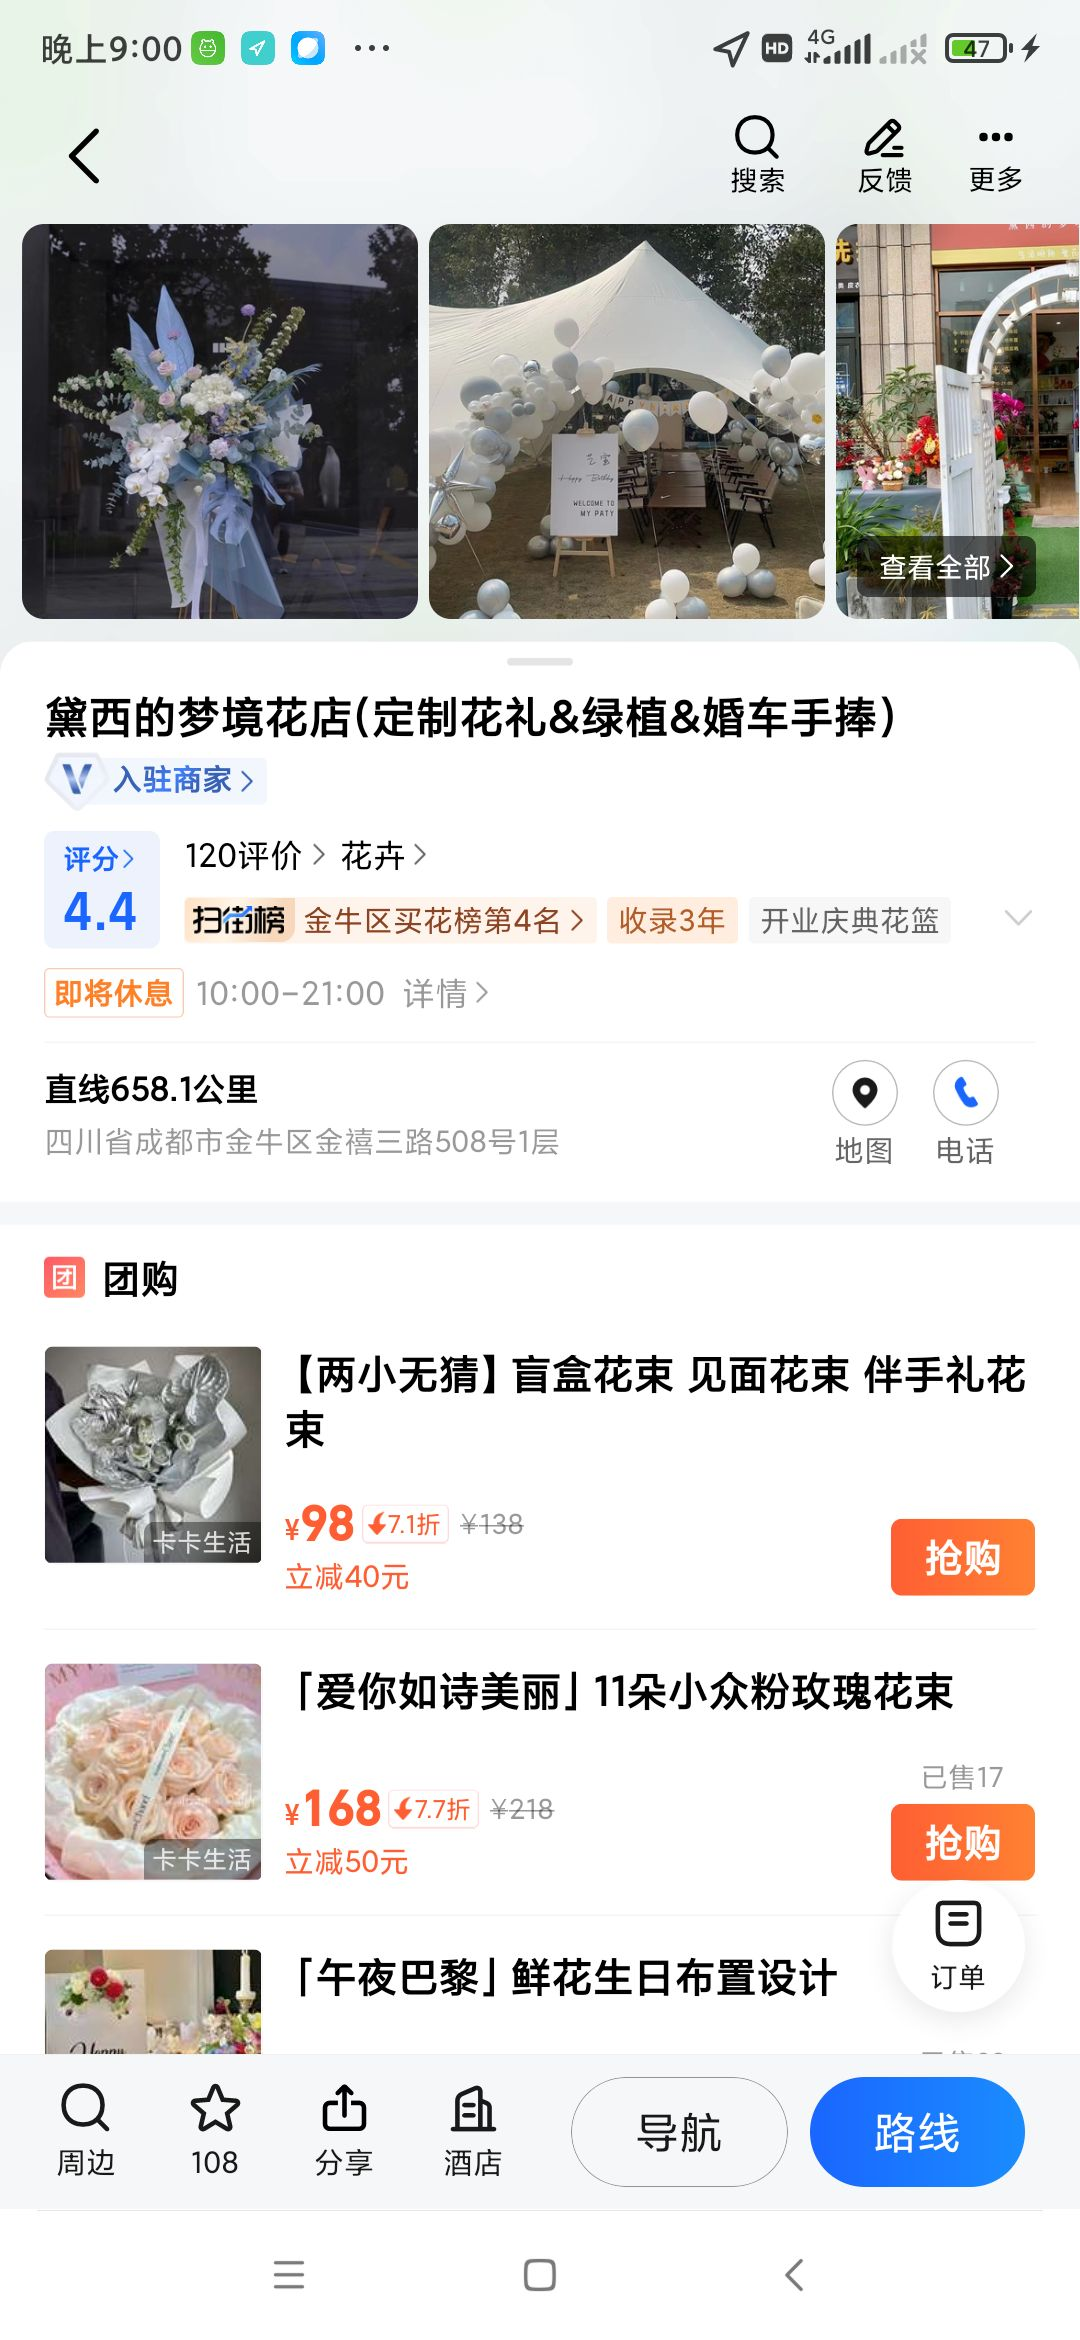 晚上9:00
HD
4G
47
搜索
反馈
更多
艺宝
Happy Birthday
WELCOME TO
MY PATY
查看全部
黛西的梦境花店(定制花礼&绿植&婚车手捧)
入驻商家
评分
4.4
120评价 花卉
扫街榜 金牛区买花榜第4名 收录3年 开业庆典花篮
即将休息 10:00-21:00 详情
直线658.1公里
四川省成都市金牛区金禧三路508号1层
地图
电话
团 团购
【两小无猜】盲盒花束 见面花束 伴手礼花
束
卡卡生活
¥98 7.1折 ¥138
立减40元
抢购
「爱你如诗美丽」11朵小众粉玫瑰花束
卡卡生活
已售17
¥168 7.7折 ¥218
立减50元
抢购
订单
「午夜巴黎」鲜花生日布置设计
Happy
周边
108
分享
酒店
导航
路线